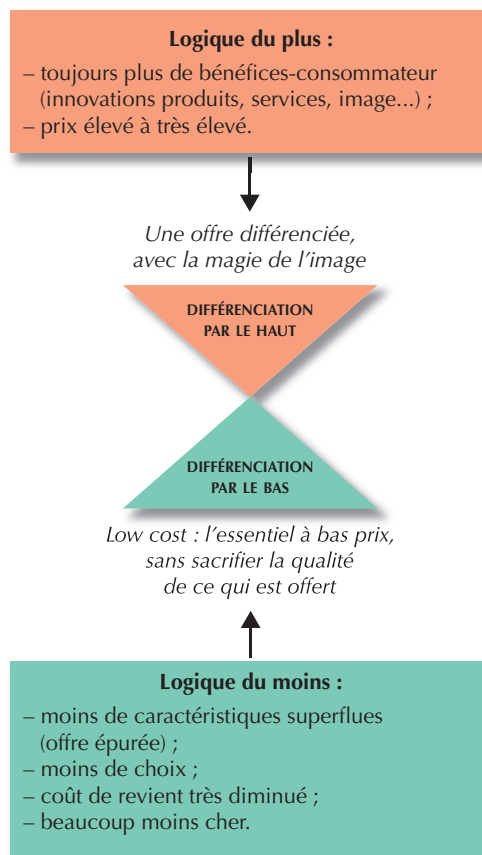 Logique du plus :
– toujours plus de bénéfices-consommateur
(innovations produits, services, image...) ;
– prix élevé à très élevé.
Une offre différenciée,
avec la magie de l'image
DIFFÉRENCIATION
PAR LE HAUT
DIFFÉRENCIATION
PAR LE BAS
Low cost : l'essentiel à bas prix,
sans sacrifier la qualité
de ce qui est offert
Logique du moins :
– moins de caractéristiques superflues
(offre épurée) ;
– moins de choix ;
– coût de revient très diminué ;
– beaucoup moins cher.